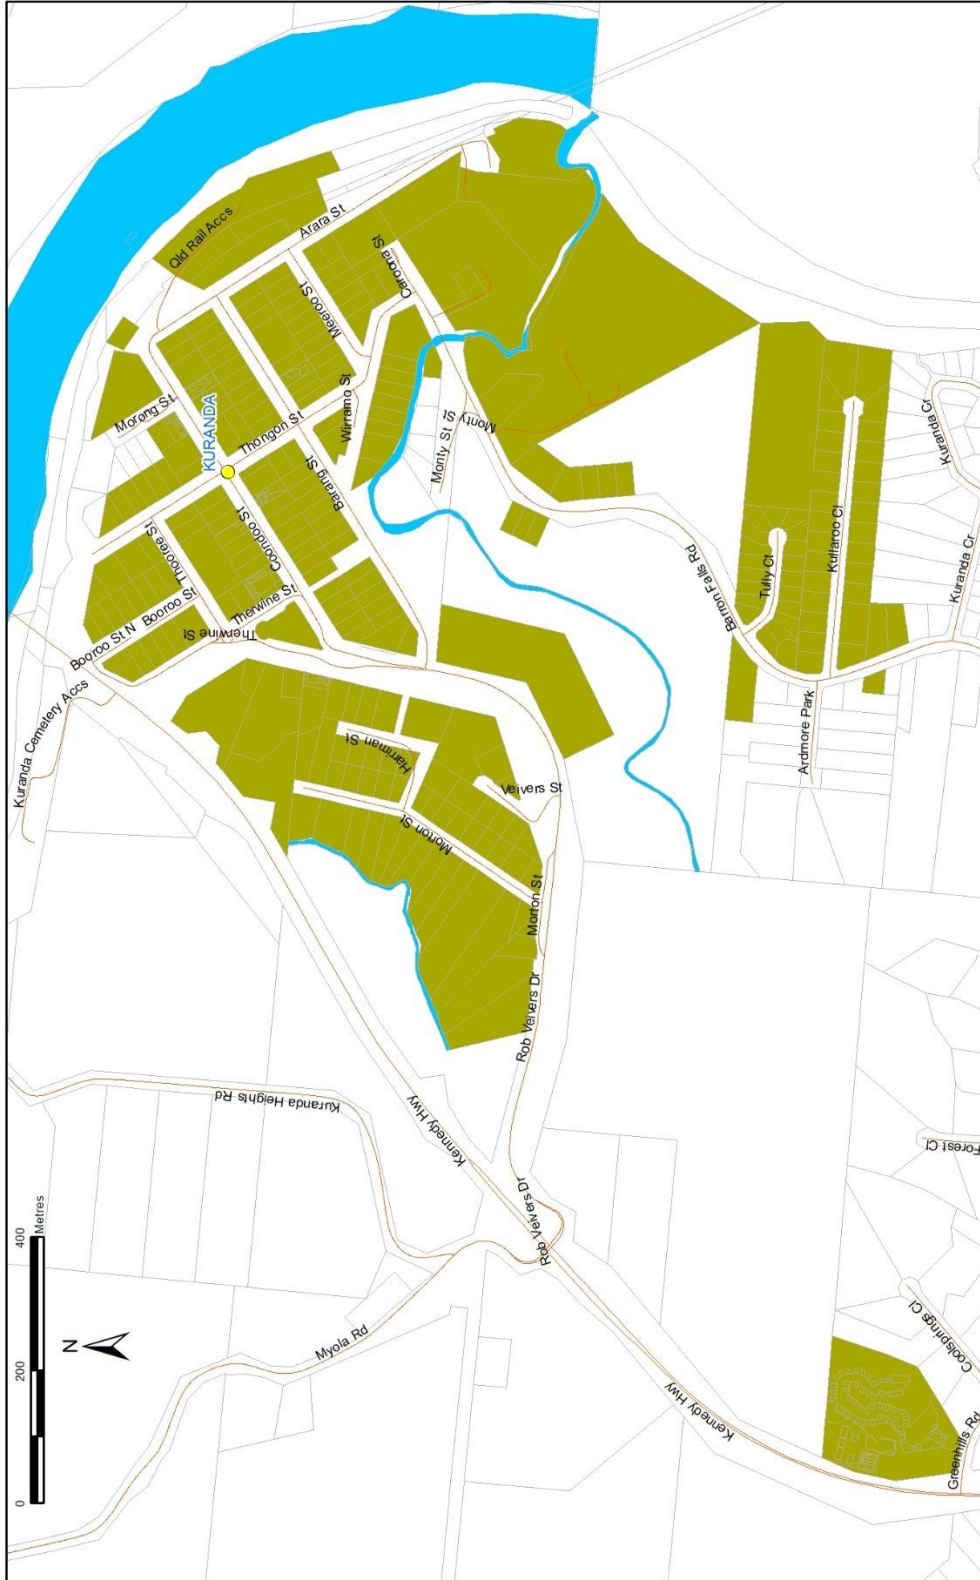 Qld Rail Accs
Arara St
Morong St
KURANDA
Meeroo St
Caroona St
Thongon St
Wirramo St
Barang St
Monty St
Monty St
Thooree St
Coondoo St
Booroo St N
Booroo St
Therwine St
Therwine St
Kuranda Cemetery Accs
Harriman St
Veivers St
Morton St
Morton St
Rob Veivers Dr
Barron Falls Rd
Tully Ct
Kullaroo Cl
Kuranda Cr
Kuranda Cr
Ardmore Park
Kuranda Heights Rd
Kennedy Hwy
Rob Veivers Dr
Myola Rd
Kennedy Hwy
Forest Cl
Coolsprings Cl
Greenhills Rd
N
0 200 400
Metres